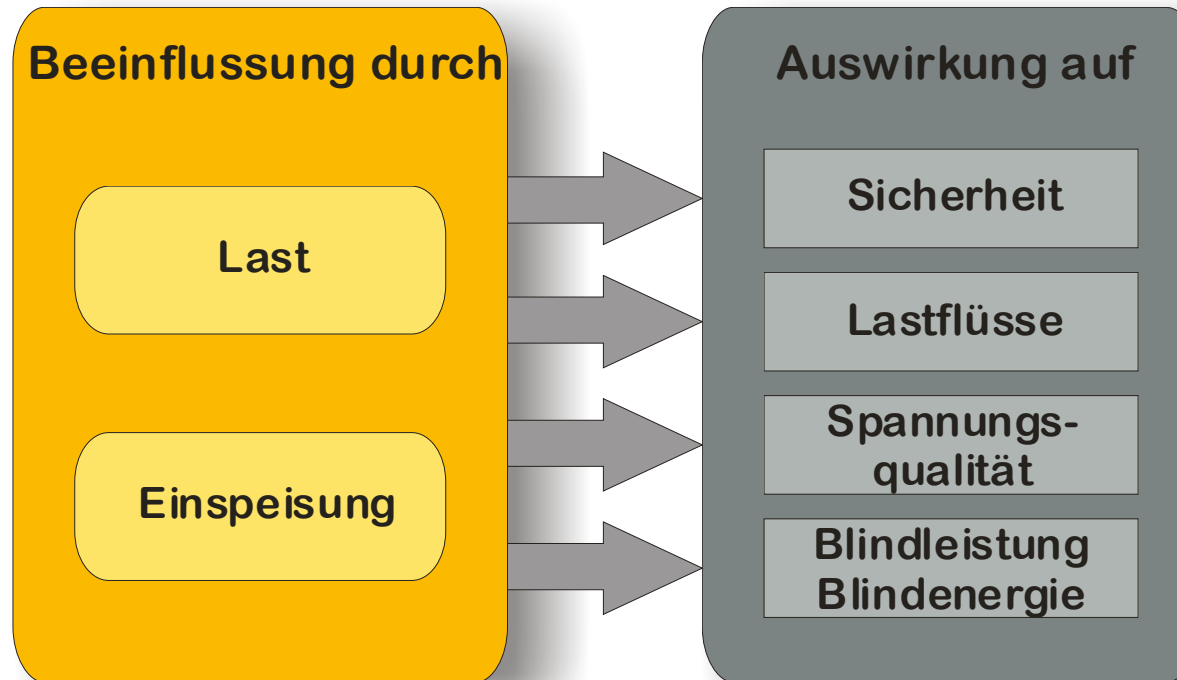 Beeinflussung durch
Last
Einspeisung
Auswirkung auf
Sicherheit
Lastflüsse
Spannungs-
qualität
Blindleistung
Blindenergie